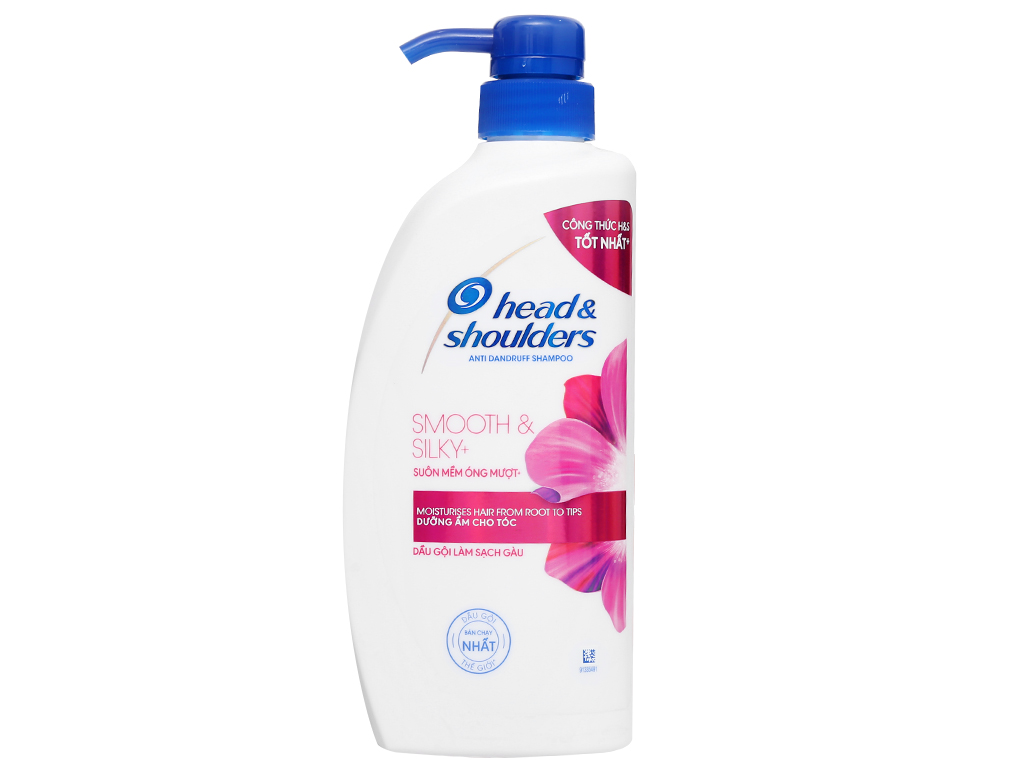 CÔNG THỨC H&S
TỐT NHẤT+
head &
shoulders
ANTI DANDRUFF SHAMPOO
SMOOTH &
SILKY+
SUÔN MỀM ÓNG MƯỢT+
MOISTURISES HAIR FROM ROOT TO TIPS
DƯỠNG ẨM CHO TÓC
DẦU GỘI LÀM SẠCH GÀU
DẦU GỘI
BÁN CHẠY
NHẤT
THẾ GIỚI*